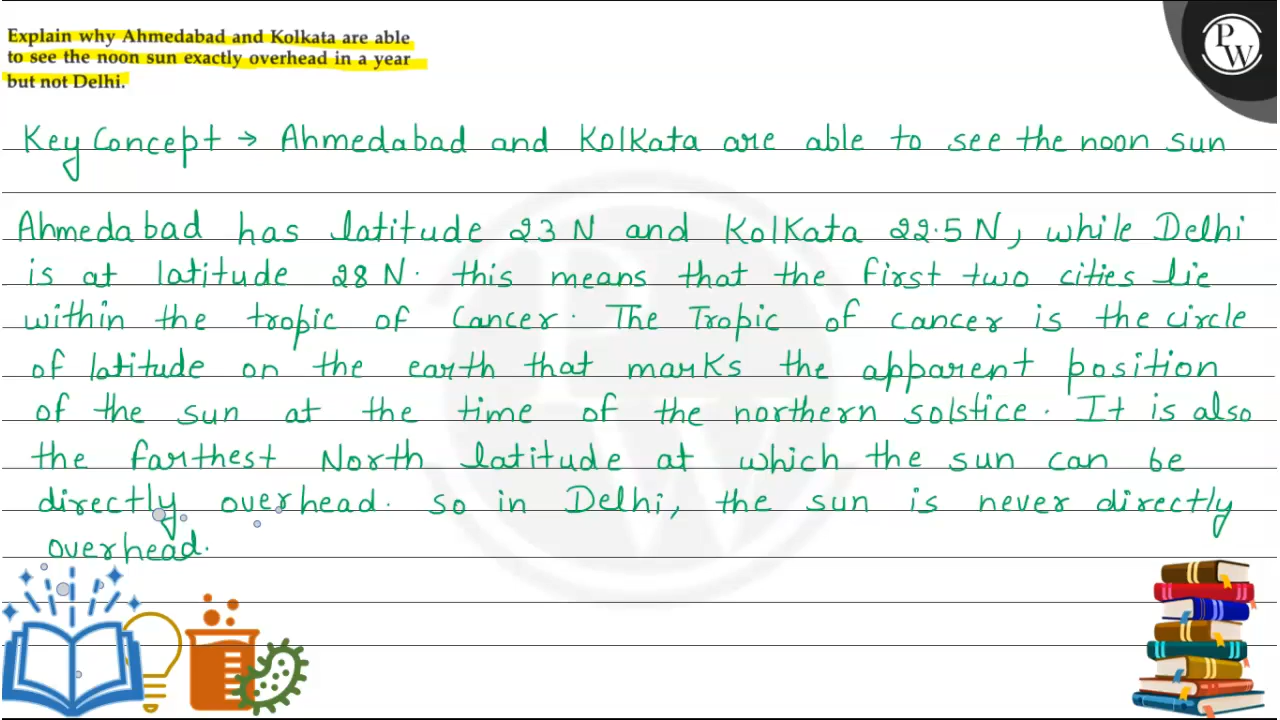 Explain why Ahmedabad and Kolkata are able
to see the noon sun exactly overhead in a year
but not Delhi.
PW
Key Concept → Ahmedabad and Kolkata are able to see the noon sun
Ahmedabad has latitude 23 N and Kolkata 22.5 N, while Delhi
is at latitude 28 N. this means that the first two cities lie
within the tropic of Cancer. The Tropic of cancer is the circle
of latitude on the earth that marks the apparent position
of the sun at the time of the northern solstice. It is also
the farthest North latitude at which the sun can be
directly overhead. so in Delhi, the sun is never directly
overhead.